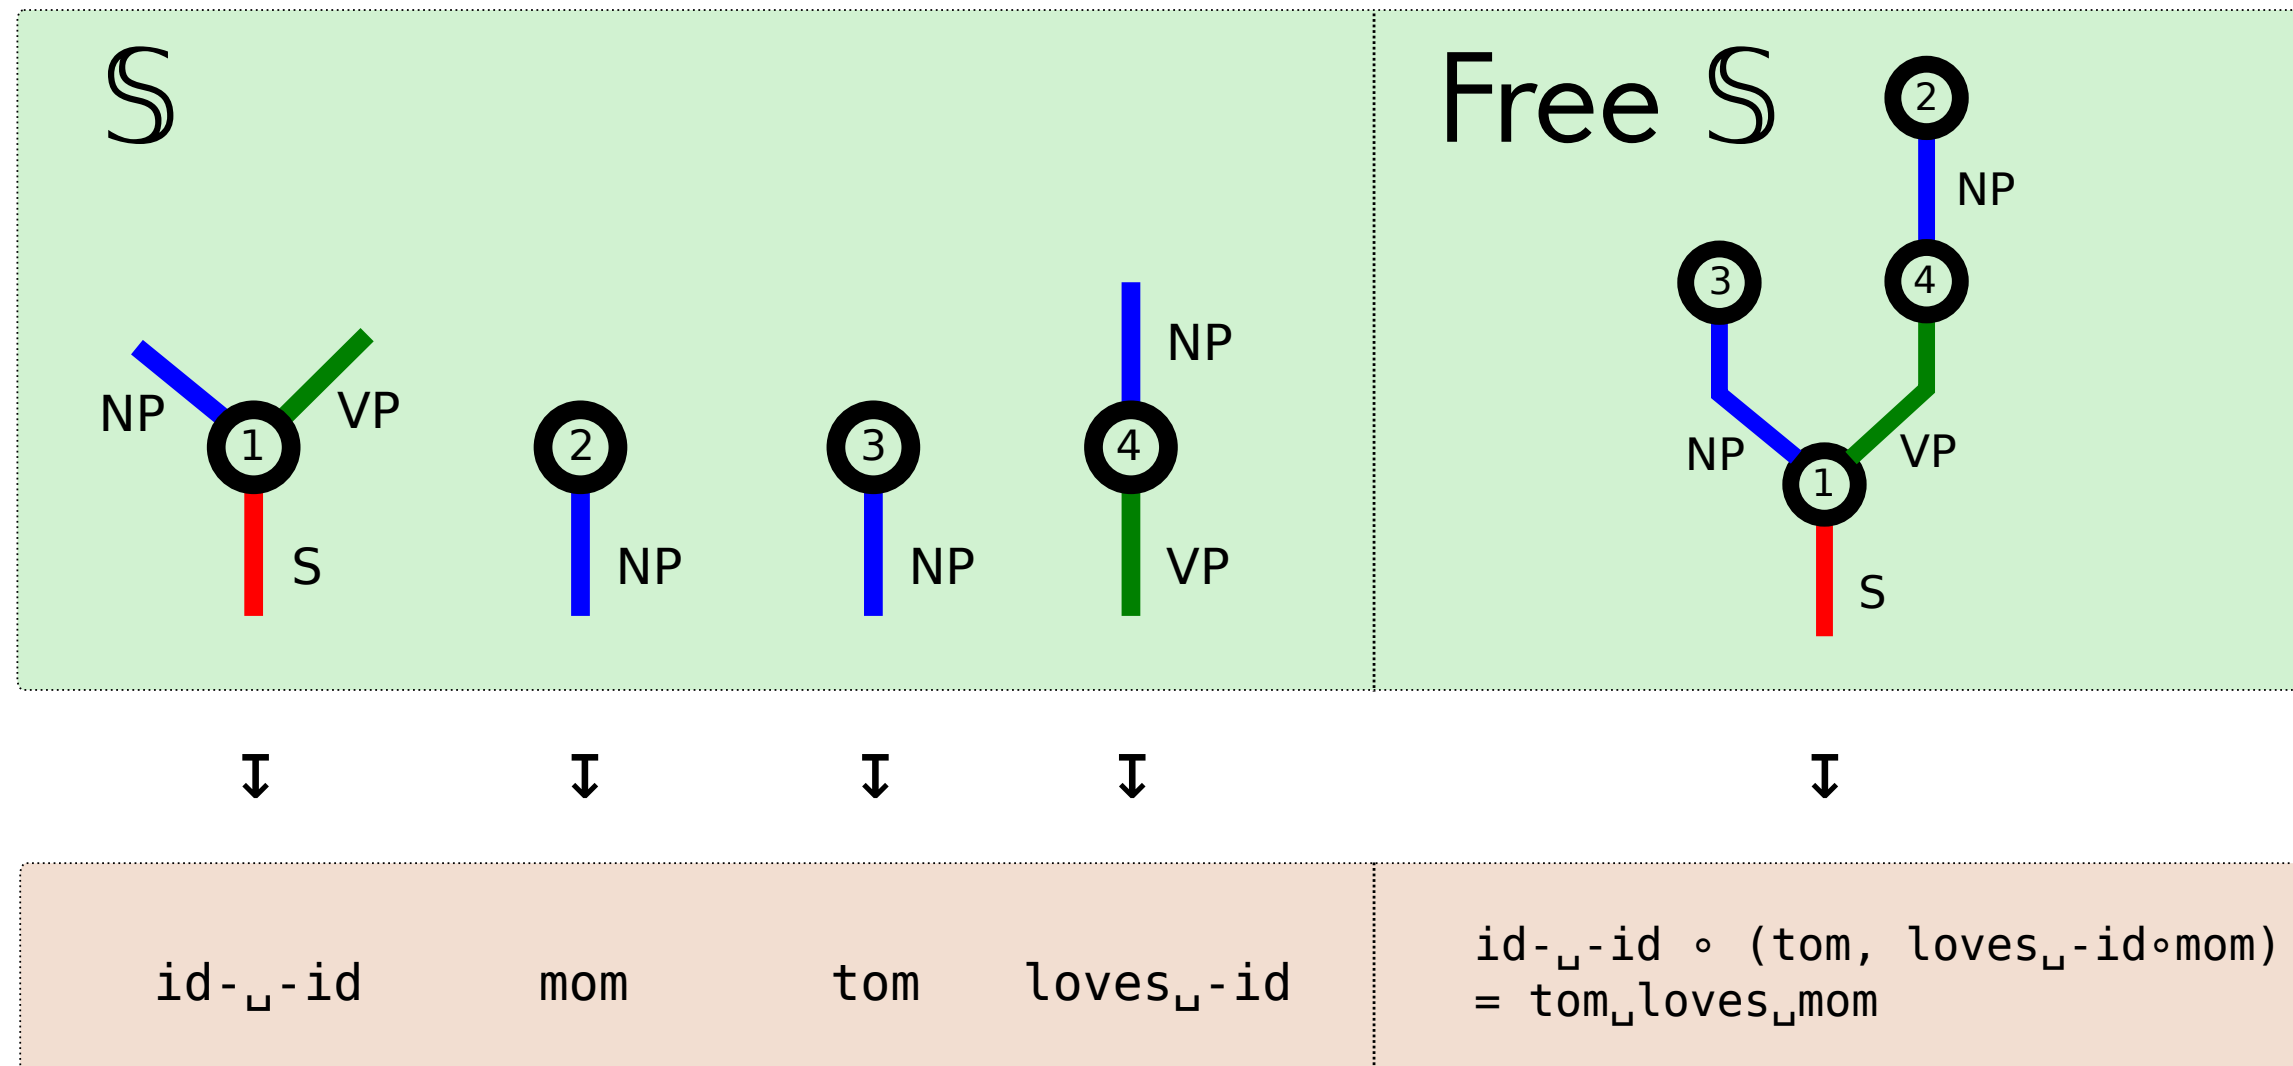 𝕊
NP
VP
1
S
2
NP
3
NP
NP
4
VP
Free 𝕊
2
NP
3
4
NP
VP
1
S
↧ ↧ ↧ ↧ ↧
id-␣-id
mom
tom
loves␣-id
id-␣-id ∘ (tom, loves␣-id∘mom)
= tom␣loves␣mom